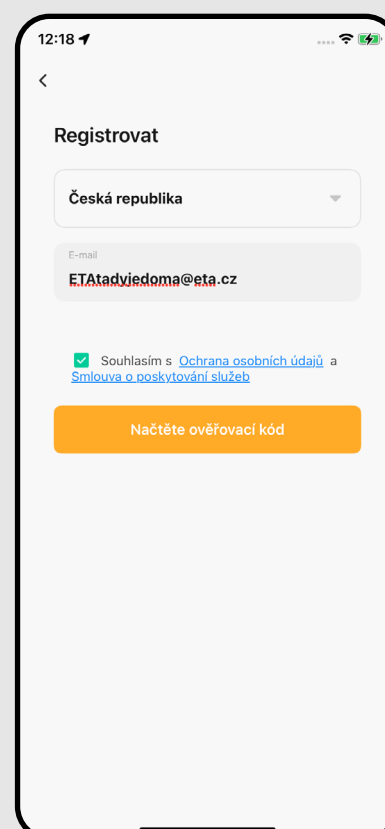 12:18
Registrovat
Česká republika
E-mail
ETAtadyjedoma@eta.cz
Souhlasím s Ochrana osobních údajů a
Smlouva o poskytování služeb
Načtěte ověřovací kód